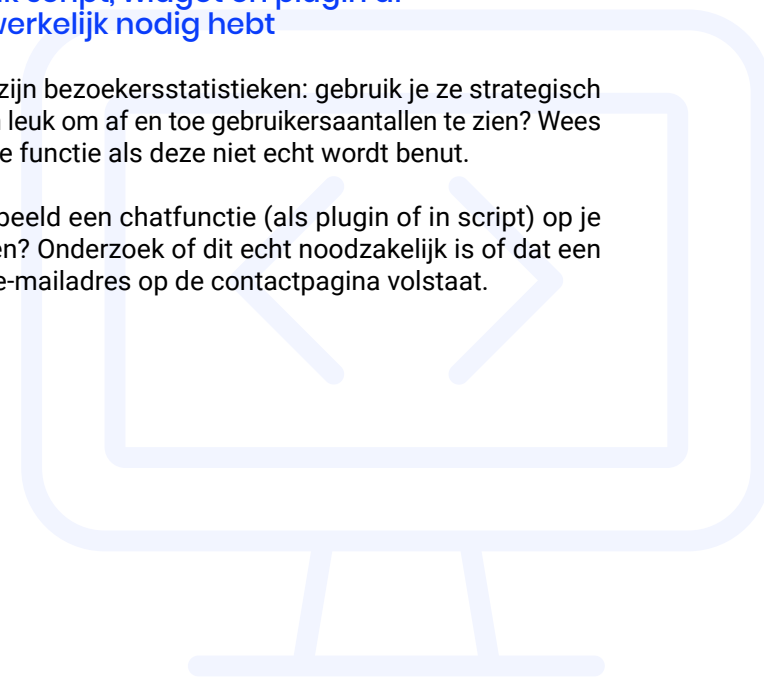 werkelijk nodig hebt
zijn bezoekersstatistieken: gebruik je ze strategisch
leuk om af en toe gebruikersaantallen te zien? Wees
e functie als deze niet echt wordt benut.
beeld een chatfunctie (als plugin of in script) op je
en? Onderzoek of dit echt noodzakelijk is of dat een
e-mailadres op de contactpagina volstaat.